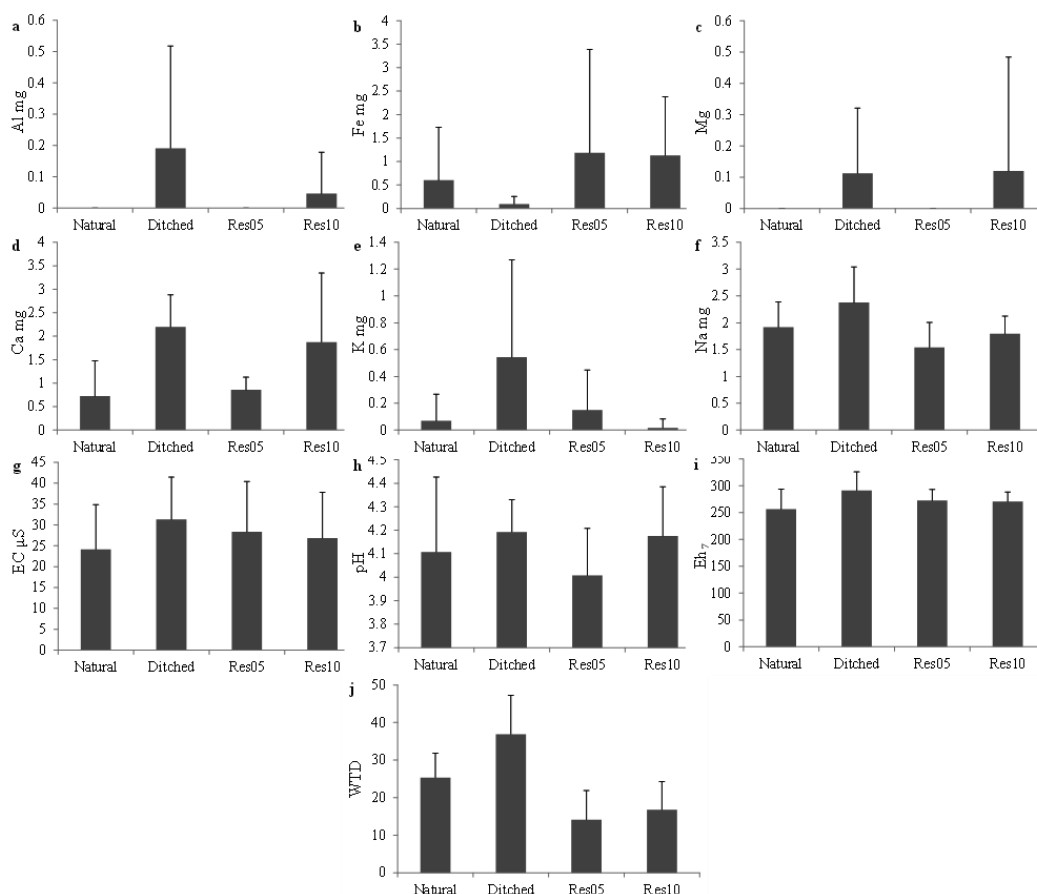 a
Al mg
0.6
0.5
0.4
0.3
0.2
0.1
0
Natural Ditched Res05 Res10
b
Fe mg
4
3.5
3
2.5
2
1.5
1
0.5
0
Natural Ditched Res05 Res10
c
Mg
0.6
0.5
0.4
0.3
0.2
0.1
0
Natural Ditched Res05 Res10
d
Ca mg
4
3.5
3
2.5
2
1.5
1
0.5
0
Natural Ditched Res05 Res10
e
K mg
1.4
1.2
1
0.8
0.6
0.4
0.2
0
Natural Ditched Res05 Res10
f
Na mg
3.5
3
2.5
2
1.5
1
0.5
0
Natural Ditched Res05 Res10
g
EC µS
45
40
35
30
25
20
15
10
5
0
Natural Ditched Res05 Res10
h
pH
4.5
4.4
4.3
4.2
4.1
4
3.9
3.8
3.7
Natural Ditched Res05 Res10
i
Eh7
350
300
250
200
150
100
50
0
Natural Ditched Res05 Res10
j
WTD
50
40
30
20
10
0
Natural Ditched Res05 Res10